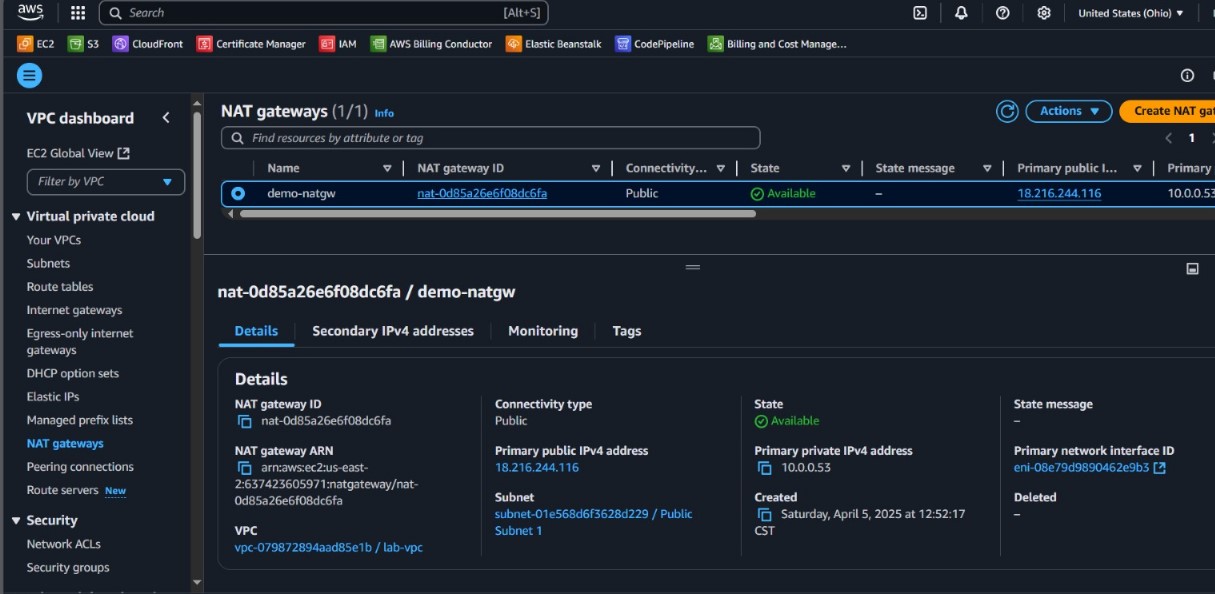 aws
Search [Alt+S]
United States (Ohio)
EC2 S3 CloudFront Certificate Manager IAM AWS Billing Conductor Elastic Beanstalk CodePipeline Billing and Cost Manage...
VPC dashboard
EC2 Global View
Filter by VPC
Virtual private cloud
Your VPCs
Subnets
Route tables
Internet gateways
Egress-only internet
gateways
DHCP option sets
Elastic IPs
Managed prefix lists
NAT gateways
Peering connections
Route servers New
Security
Network ACLs
Security groups
NAT gateways (1/1) Info
Actions
Create NAT gat
Find resources by attribute or tag
1
Name NAT gateway ID Connectivity... State State message Primary public I... Primary
demo-natgw nat-0d85a26e6f08dc6fa Public Available – 18.216.244.116 10.0.0.53
nat-0d85a26e6f08dc6fa / demo-natgw
Details Secondary IPv4 addresses Monitoring Tags
Details
NAT gateway ID
nat-0d85a26e6f08dc6fa
NAT gateway ARN
arn:aws:ec2:us-east-
2:637423605971:natgateway/nat-
0d85a26e6f08dc6fa
VPC
vpc-079872894aad85e1b / lab-vpc
Connectivity type
Public
Primary public IPv4 address
18.216.244.116
Subnet
subnet-01e568d6f3628d229 / Public
Subnet 1
State
Available
Primary private IPv4 address
10.0.0.53
Created
Saturday, April 5, 2025 at 12:52:17
CST
State message
–
Primary network interface ID
eni-08e79d9890462e9b3
Deleted
–